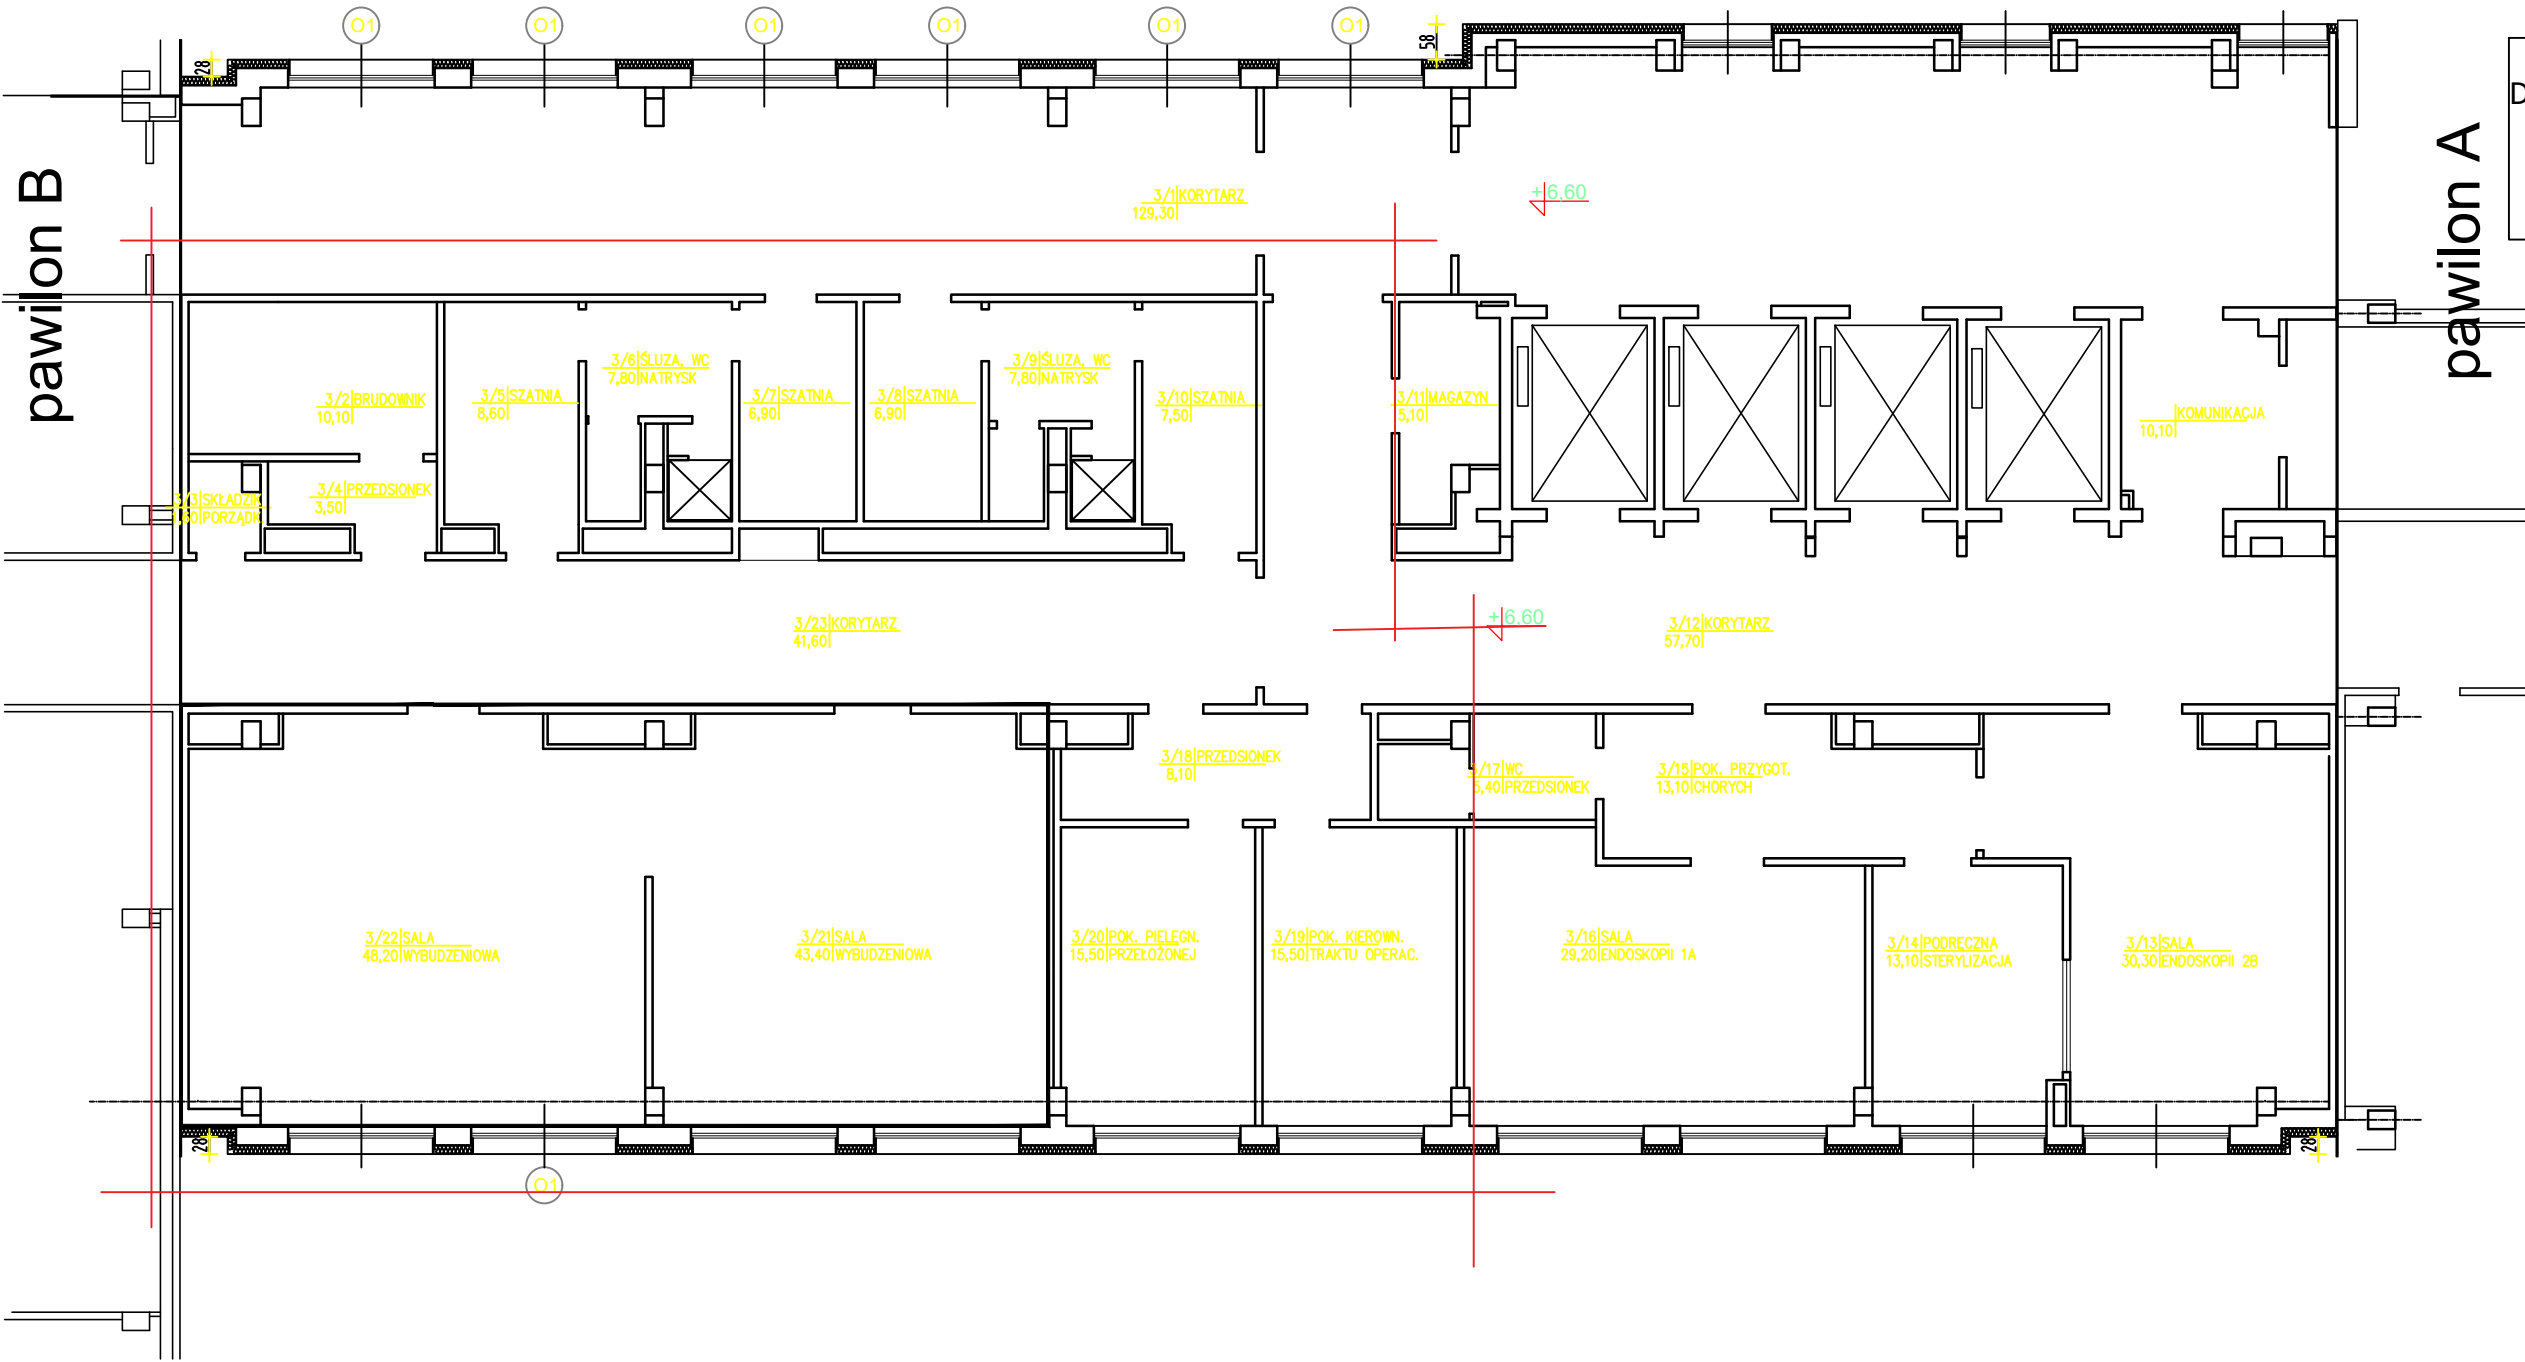 O1 O1 O1 O1 O1 O1
28
58
D
pawilon B
pawilon A
3/1 KORYTARZ
129,30
+6.60
3/6 ŚLUZA, WC
7,80 NATRYSK
3/9 ŚLUZA, WC
7,80 NATRYSK
3/2 BRUDOWNIK
10,10
3/5 SZATNIA
8,60
3/7 SZATNIA
6,90
3/8 SZATNIA
6,90
3/10 SZATNIA
7,50
3/11 MAGAZYN
5,10
KOMUNIKACJA
10,10
3/3 SKŁADZIK
1,60 PORZĄDK.
3/4 PRZEDSIONEK
3,50
3/23 KORYTARZ
41,60
+6.60
3/12 KORYTARZ
57,70
3/18 PRZEDSIONEK
8,10
3/17 WC
5,40 PRZEDSIONEK
3/15 POK. PRZYGOT.
13,10 CHORYCH
3/22 SALA
48,20 WYBUDZENIOWA
3/21 SALA
43,40 WYBUDZENIOWA
3/20 POK. PIELEGN.
15,50 PRZEŁOŻONEJ
3/19 POK. KIEROWN.
15,50 TRAKTU OPERAC.
3/16 SALA
29,20 ENDOSKOPII 1A
3/14 PODRECZNA
13,10 STERYLIZACJA
3/13 SALA
30,30 ENDOSKOPII 2B
28
28
O1